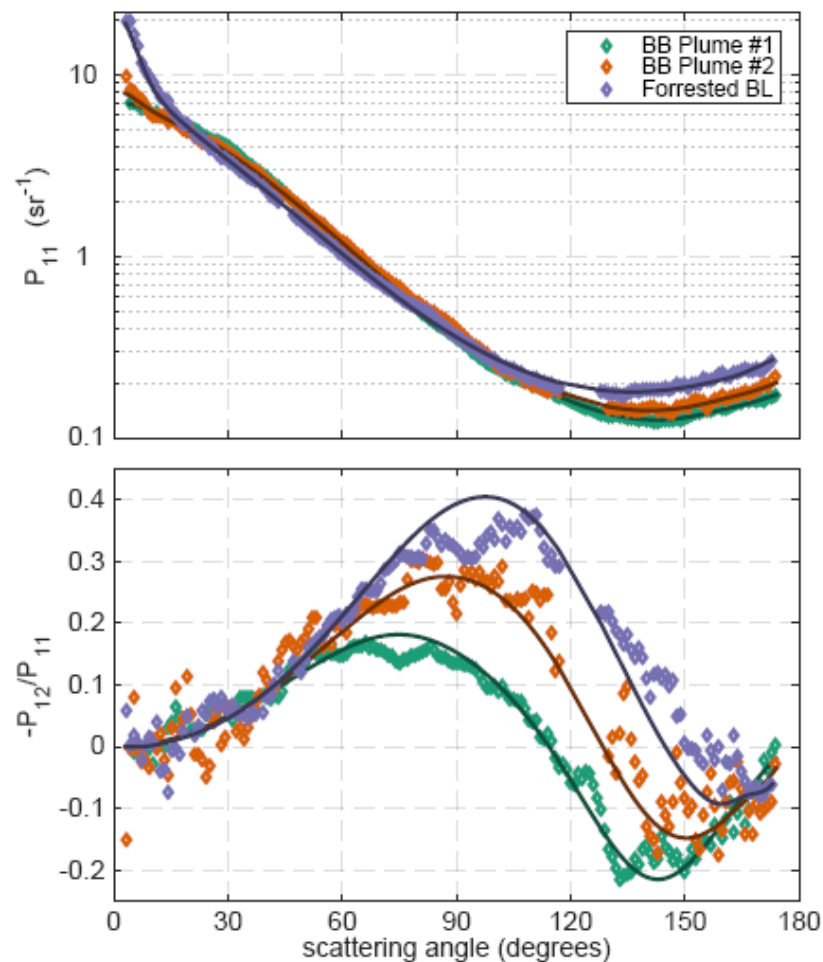 10
1
0.1
P11 (sr-1)
BB Plume #1
BB Plume #2
Forrested BL
0.4
0.3
0.2
0.1
0
-0.1
-0.2
-P12/P11
0 30 60 90 120 150 180
scattering angle (degrees)